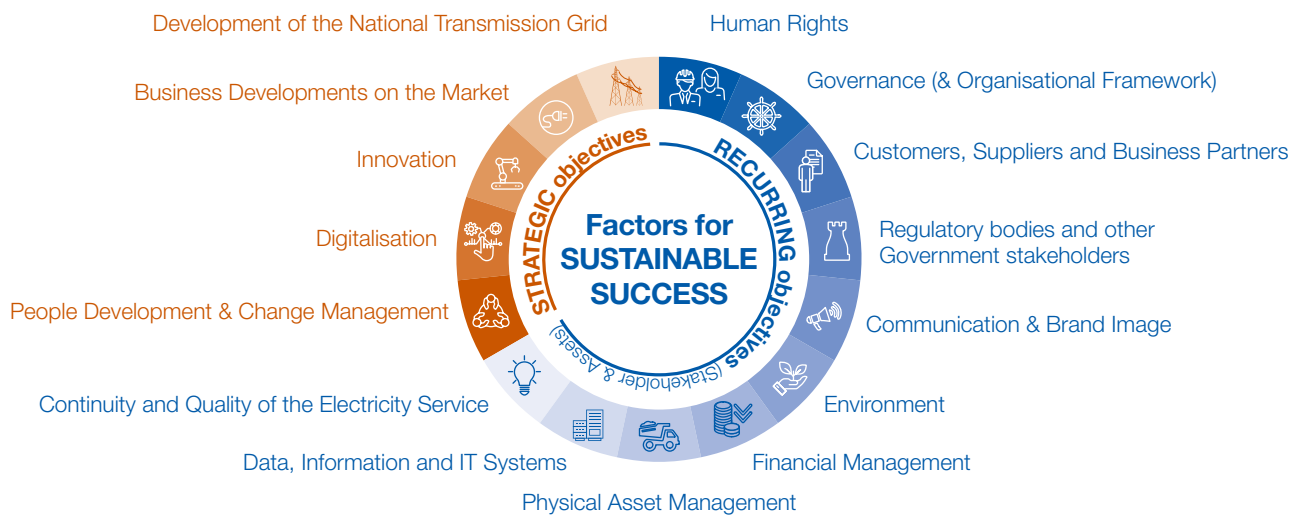 Development of the National Transmission Grid
Human Rights
Business Developments on the Market
Governance (& Organisational Framework)
Innovation
Customers, Suppliers and Business Partners
Digitalisation
Regulatory bodies and other
Government stakeholders
People Development & Change Management
Communication & Brand Image
Continuity and Quality of the Electricity Service
Environment
Data, Information and IT Systems
Financial Management
Physical Asset Management
STRATEGIC objectives
RECURRING objectives (Stakeholder & Assets)
Factors for
SUSTAINABLE
SUCCESS